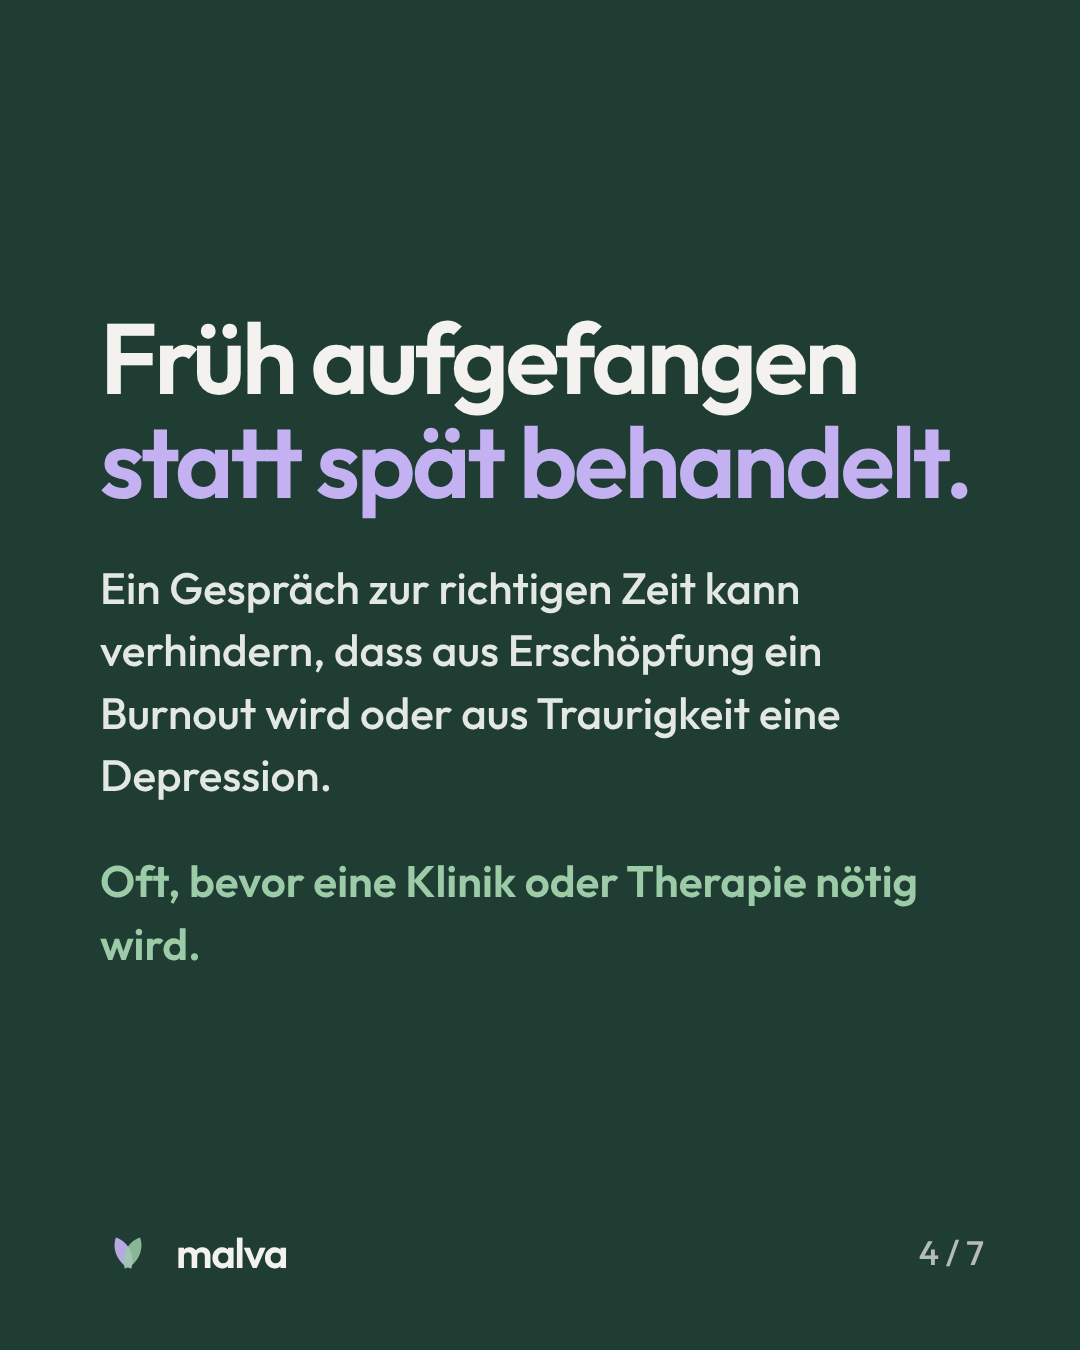 Früh aufgefangen
statt spät behandelt.
Ein Gespräch zur richtigen Zeit kann
verhindern, dass aus Erschöpfung ein
Burnout wird oder aus Traurigkeit eine
Depression.
Oft, bevor eine Klinik oder Therapie nötig
wird.
malva
4 / 7